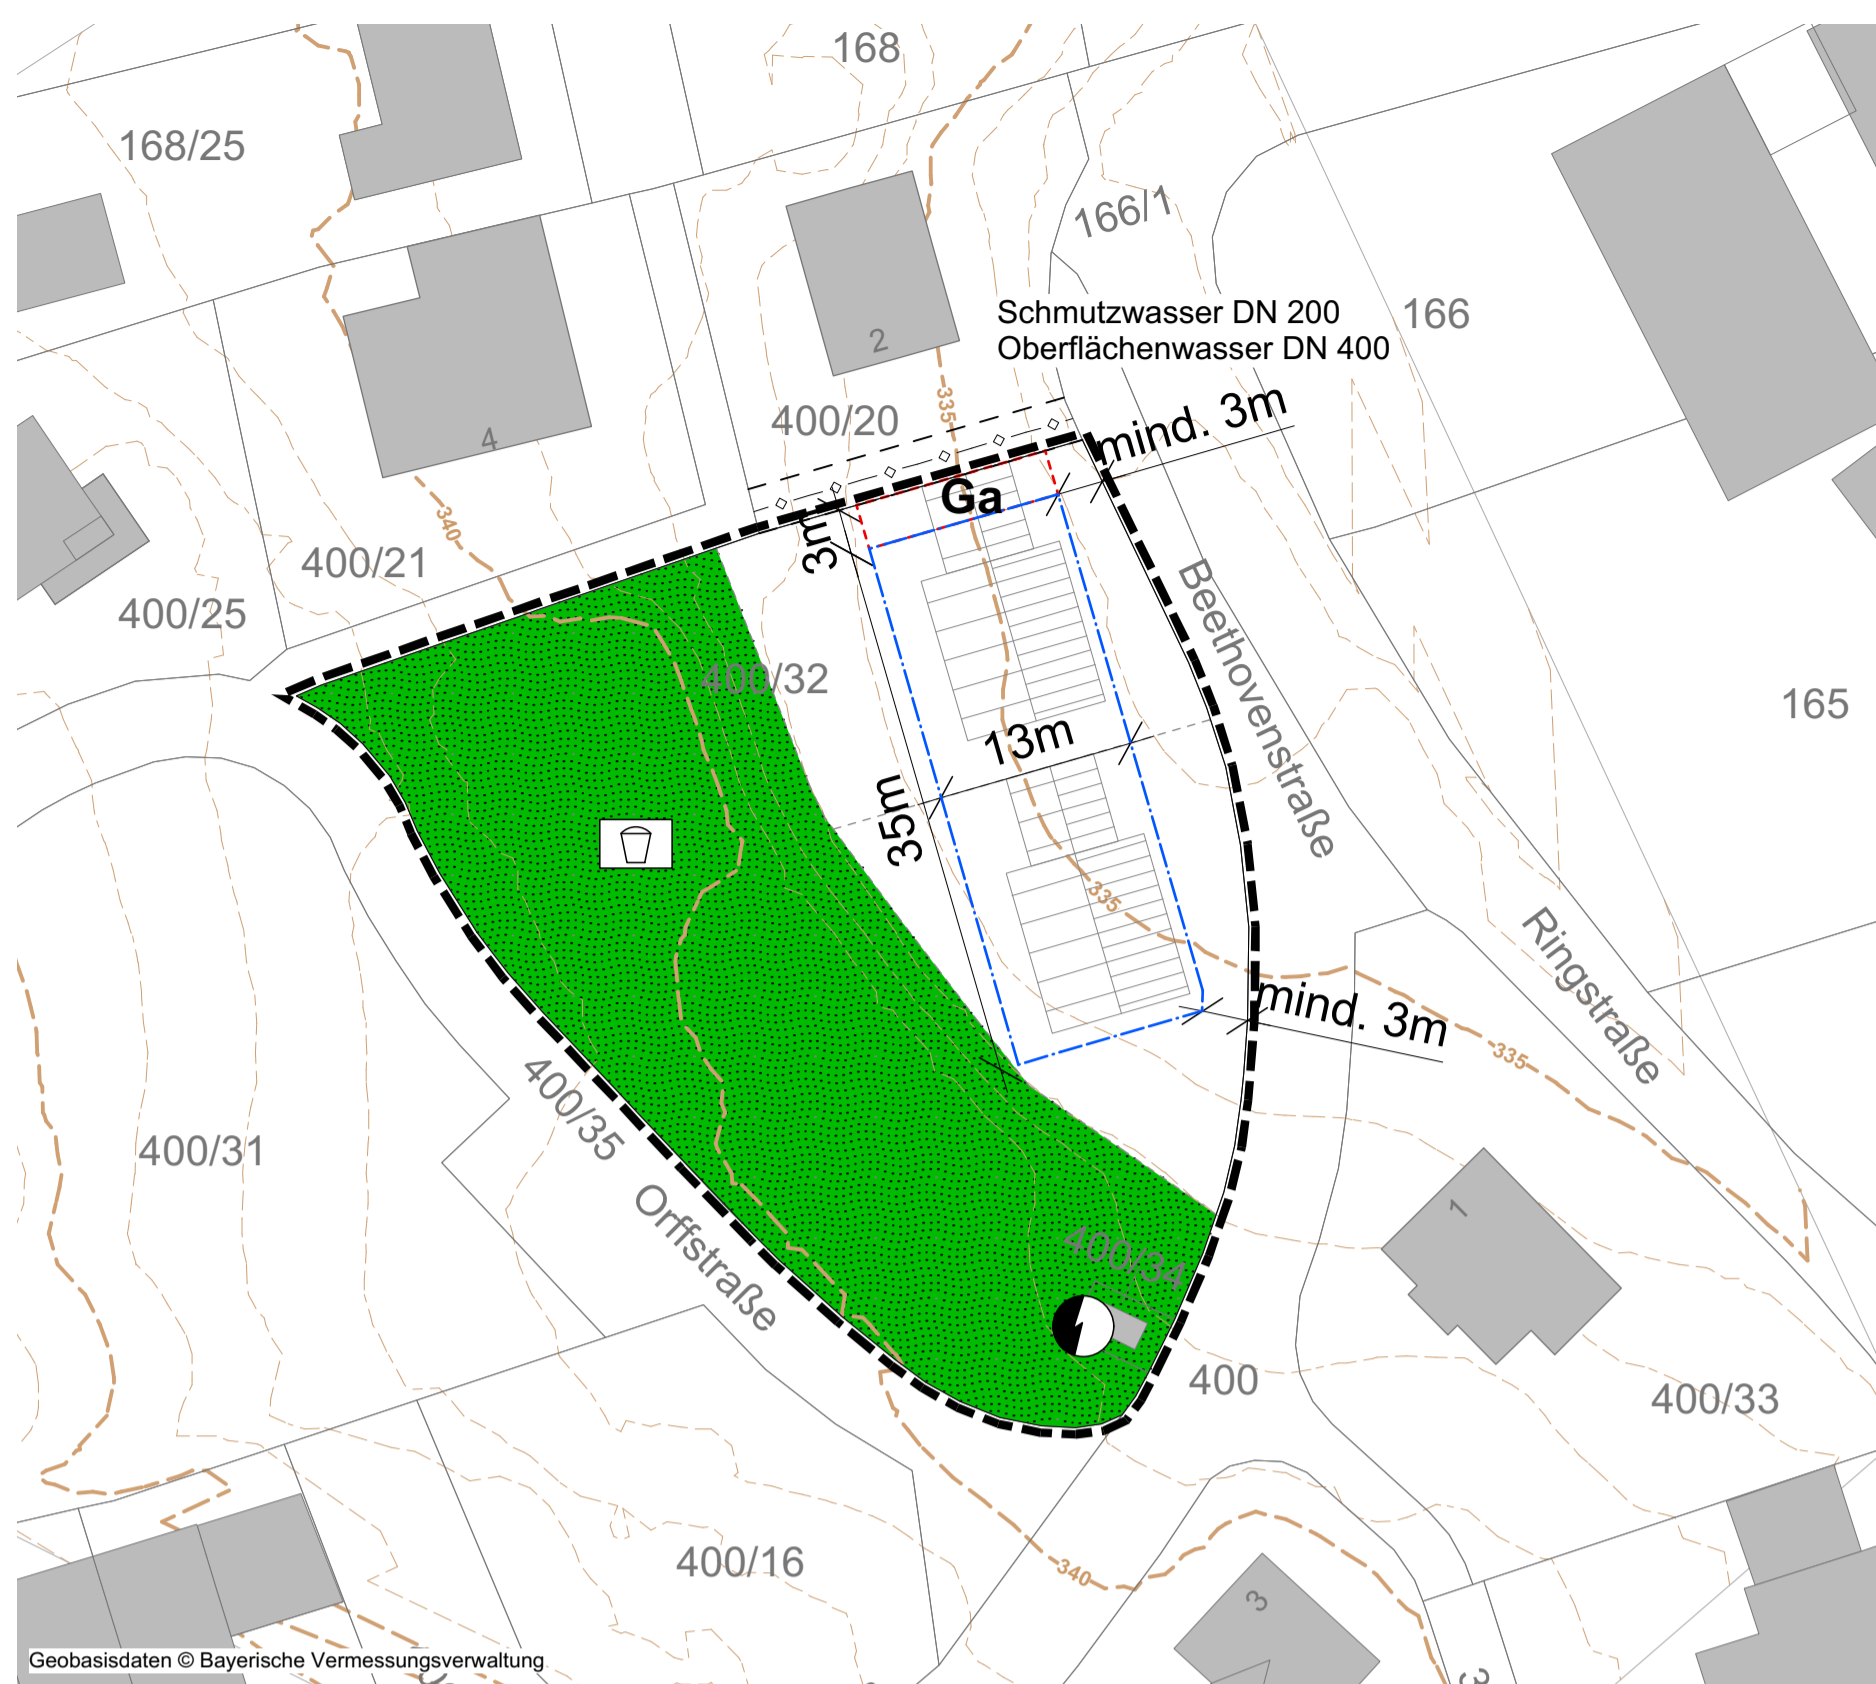 168
168/25
166/1
Schmutzwasser DN 200
Oberflächenwasser DN 400
166
2
335
400/20
mind. 3m
4
340
Ga
3m
400/21
400/25
Beethovenstraße
400/32
165
13m
35m
335
Ringstraße
mind. 3m
335
400/35
400/31
Orffstraße
1
400/34
400
400/33
400/16
340
3
3
Geobasisdaten © Bayerische Vermessungsverwaltung